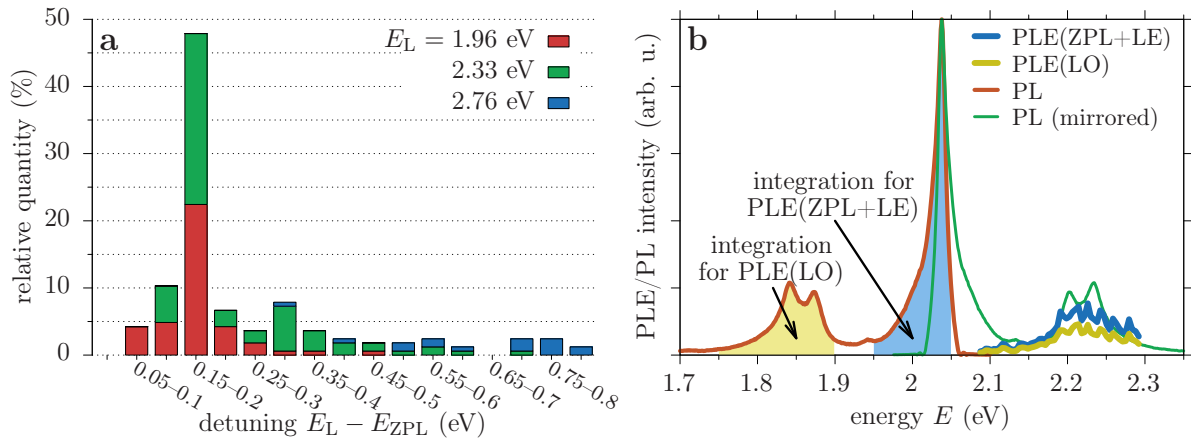 a
E_L = 1.96 eV
2.33 eV
2.76 eV
relative quantity (%)
50
40
30
20
10
0
0.05–0.1
0.15–0.2
0.25–0.3
0.35–0.4
0.45–0.5
0.55–0.6
0.65–0.7
0.75–0.8
detuning E_L − E_ZPL (eV)
b
PLE(ZPL+LE)
PLE(LO)
PL
PL (mirrored)
PLE/PL intensity (arb. u.)
integration for
PLE(ZPL+LE)
integration
for PLE(LO)
1.7
1.8
1.9
2
2.1
2.2
2.3
energy E (eV)